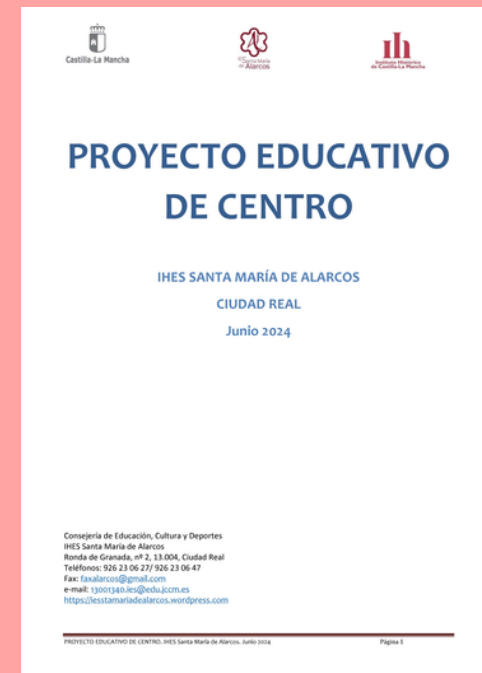 Castilla-La Mancha
IES Santa María
de Alarcos
Instituto Histórico
de Castilla-La Mancha
PROYECTO EDUCATIVO
DE CENTRO
IHES SANTA MARÍA DE ALARCOS
CIUDAD REAL
Junio 2024
Consejería de Educación, Cultura y Deportes
IHES Santa María de Alarcos
Ronda de Granada, nº 2, 13.004, Ciudad Real
Teléfonos: 926 23 06 27/ 926 23 06 47
Fax: faxalarcos@gmail.com
e-mail: 13001340.ies@edu.jccm.es
https://iesstamariadealarcos.wordpress.com
PROYECTO EDUCATIVO DE CENTRO. IHES Santa María de Alarcos. Junio 2024 Página 1